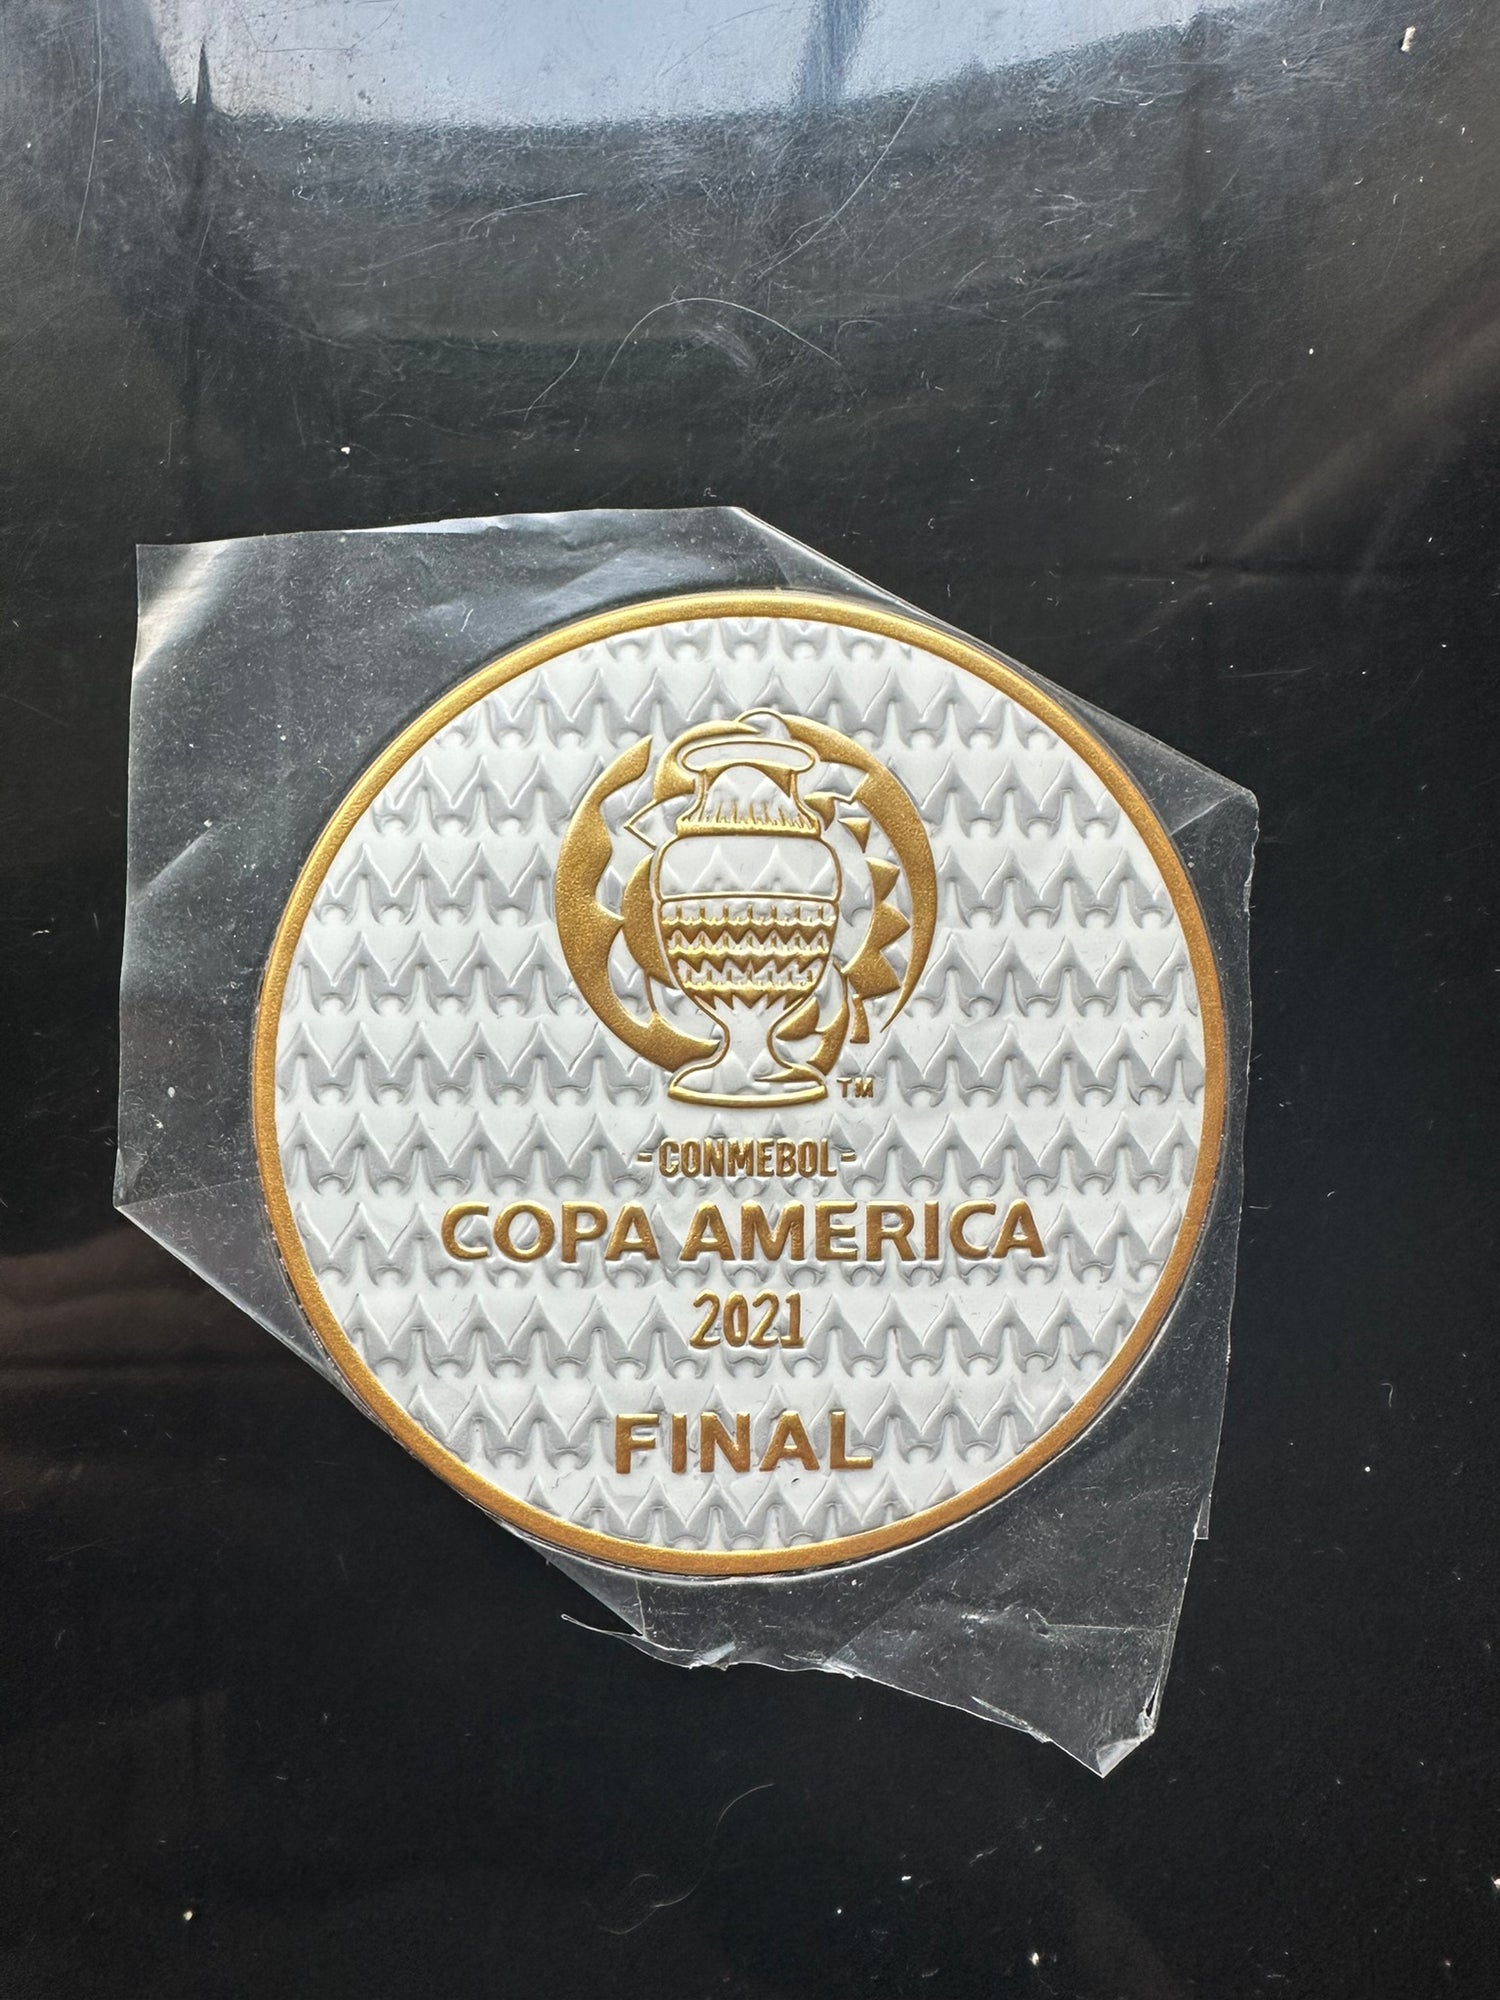 TM
-CONMEBOL-
COPA AMERICA
2021
FINAL